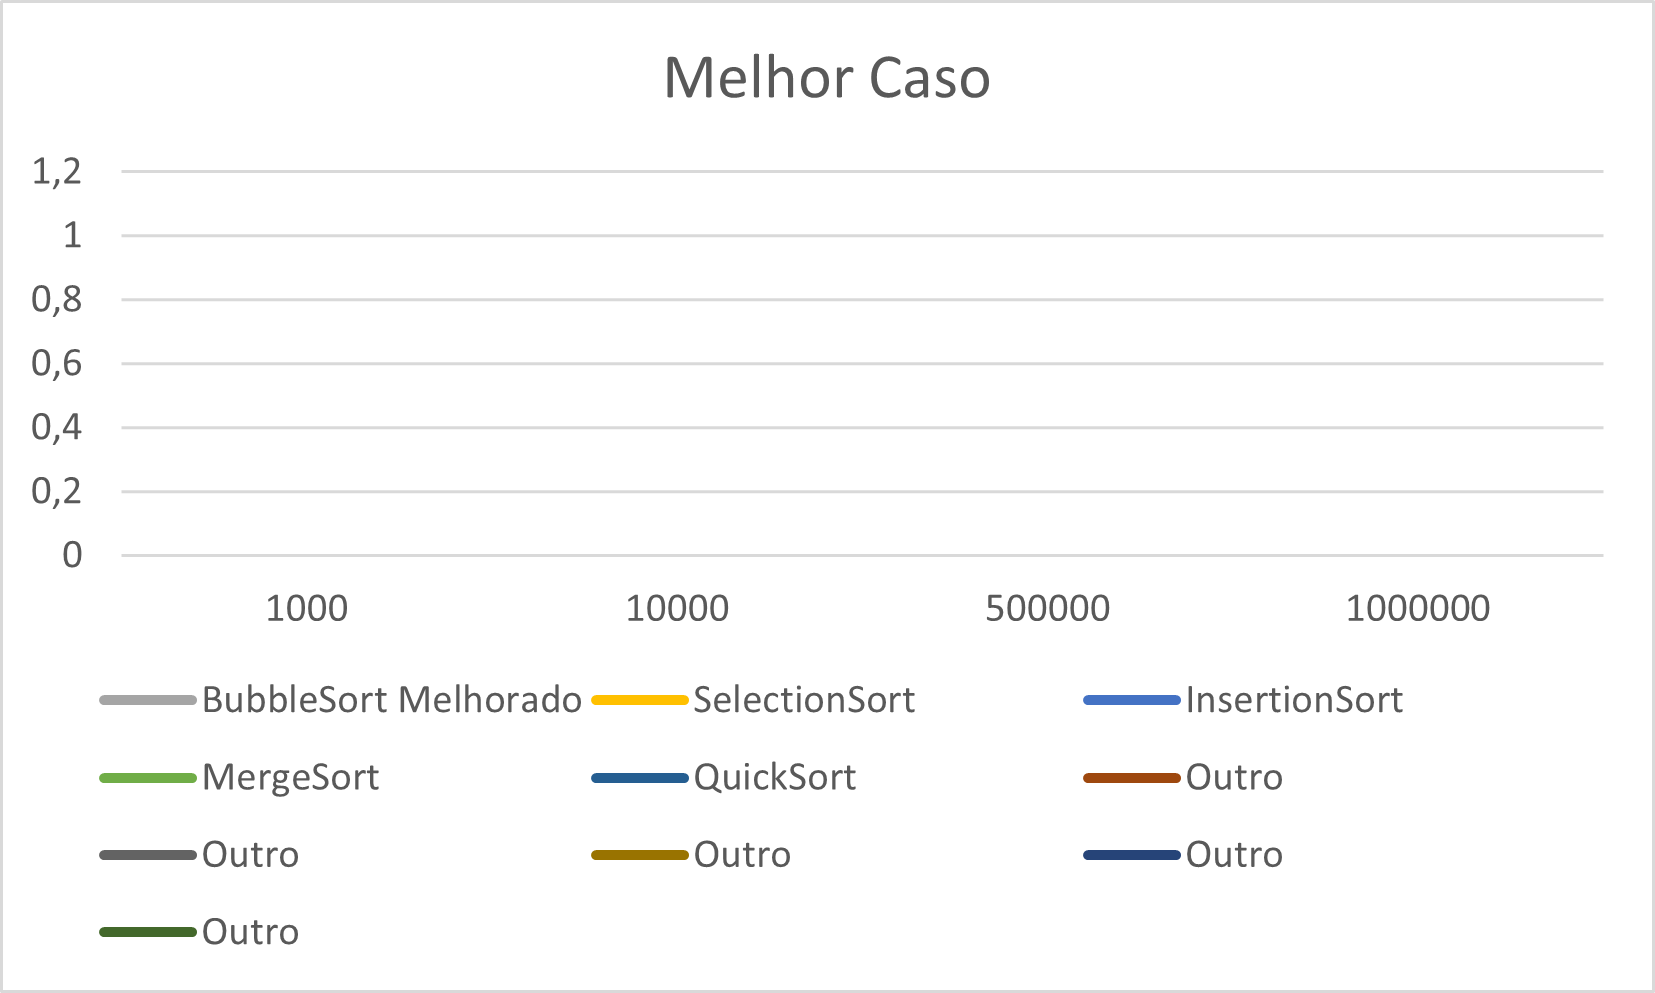 Melhor Caso
1,2
1
0,8
0,6
0,4
0,2
0
1000 10000 500000 1000000
BubbleSort Melhorado SelectionSort InsertionSort
MergeSort QuickSort Outro
Outro Outro Outro
Outro